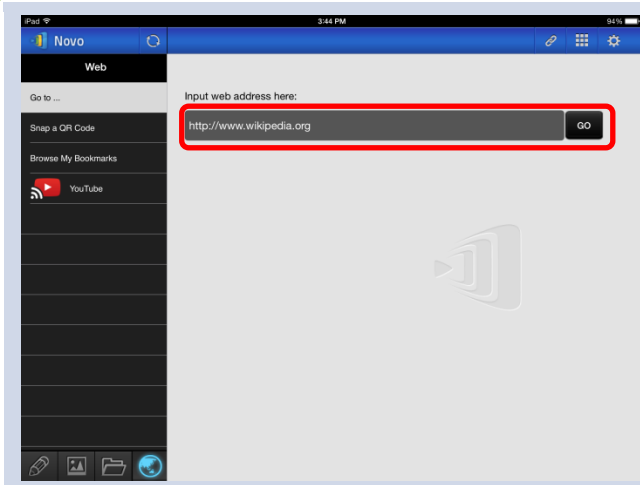 iPad 3:44 PM 94%
Novo
Web
Go to ...
Snap a QR Code
Browse My Bookmarks
YouTube
Input web address here:
http://www.wikipedia.org GO